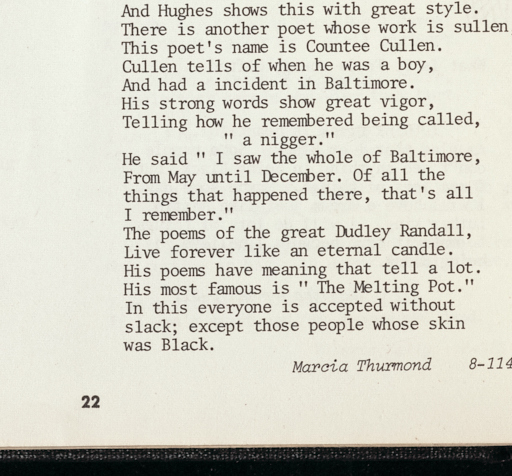 And Hughes shows this with great style.
There is another poet whose work is sullen
This poet's name is Countee Cullen.
Cullen tells of when he was a boy,
And had a incident in Baltimore.
His strong words show great vigor,
Telling how he remembered being called,
" a nigger."
He said " I saw the whole of Baltimore,
From May until December. Of all the
things that happened there, that's all
I remember."
The poems of the great Dudley Randall,
Live forever like an eternal candle.
His poems have meaning that tell a lot.
His most famous is " The Melting Pot."
In this everyone is accepted without
slack; except those people whose skin
was Black.
Marcia Thurmond 8-114
22